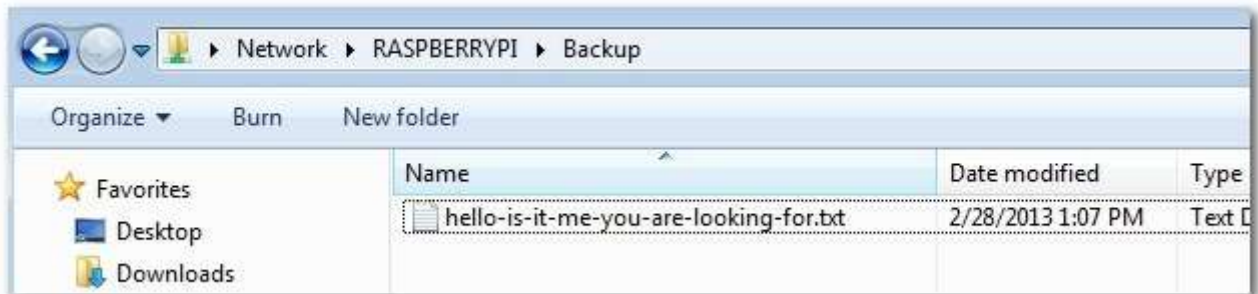 Network RASPBERRYPI Backup
Organize Burn New folder
Favorites
Desktop
Downloads
Name Date modified Type
hello-is-it-me-you-are-looking-for.txt 2/28/2013 1:07 PM Text D